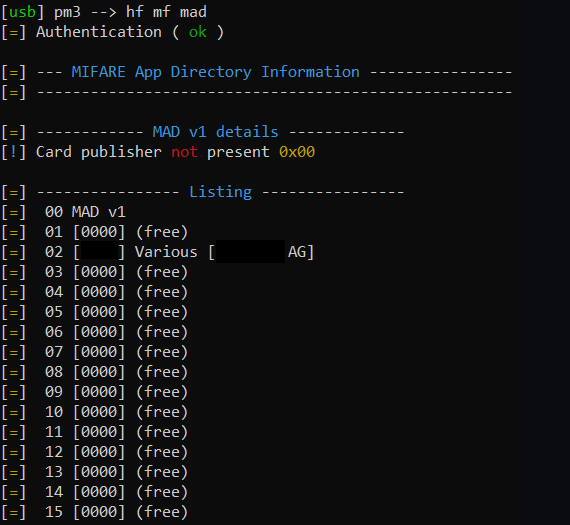 [usb] pm3 --> hf mf mad
[=] Authentication ( ok )
[=] --- MIFARE App Directory Information ----------------
[=] -----------------------------------------------------
[=] ------------ MAD v1 details -------------
[!] Card publisher not present 0x00
[=] ---------------- Listing ----------------
[=]  00 MAD v1
[=]  01 [0000] (free)
[=]  02 [    ] Various [        AG]
[=]  03 [0000] (free)
[=]  04 [0000] (free)
[=]  05 [0000] (free)
[=]  06 [0000] (free)
[=]  07 [0000] (free)
[=]  08 [0000] (free)
[=]  09 [0000] (free)
[=]  10 [0000] (free)
[=]  11 [0000] (free)
[=]  12 [0000] (free)
[=]  13 [0000] (free)
[=]  14 [0000] (free)
[=]  15 [0000] (free)